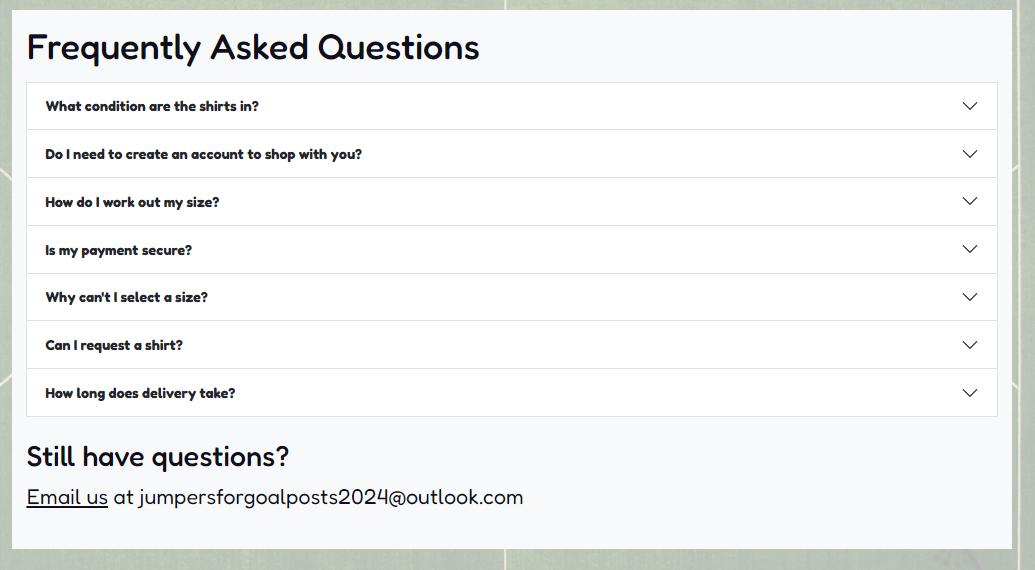 Frequently Asked Questions
What condition are the shirts in?
Do I need to create an account to shop with you?
How do I work out my size?
Is my payment secure?
Why can't I select a size?
Can I request a shirt?
How long does delivery take?
Still have questions?
Email us at jumpersforgoalposts2024@outlook.com